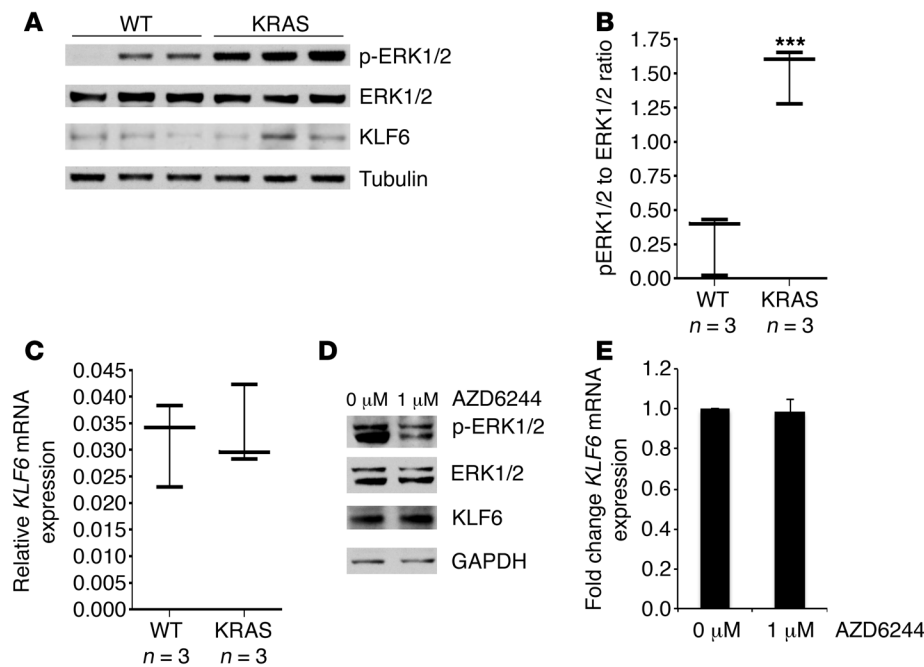 A
WT KRAS
p-ERK1/2
ERK1/2
KLF6
Tubulin
B
pERK1/2 to ERK1/2 ratio
1.75
1.50
1.25
1.00
0.75
0.50
0.25
0.00
***
WT KRAS
n = 3 n = 3
C
Relative KLF6 mRNA
expression
0.045
0.040
0.035
0.030
0.025
0.020
0.015
0.010
0.005
0.000
WT KRAS
n = 3 n = 3
D
0 μM 1 μM AZD6244
p-ERK1/2
ERK1/2
KLF6
GAPDH
E
Fold change KLF6 mRNA
expression
1.2
1.0
0.8
0.6
0.4
0.2
0.0
0 μM 1 μM AZD6244